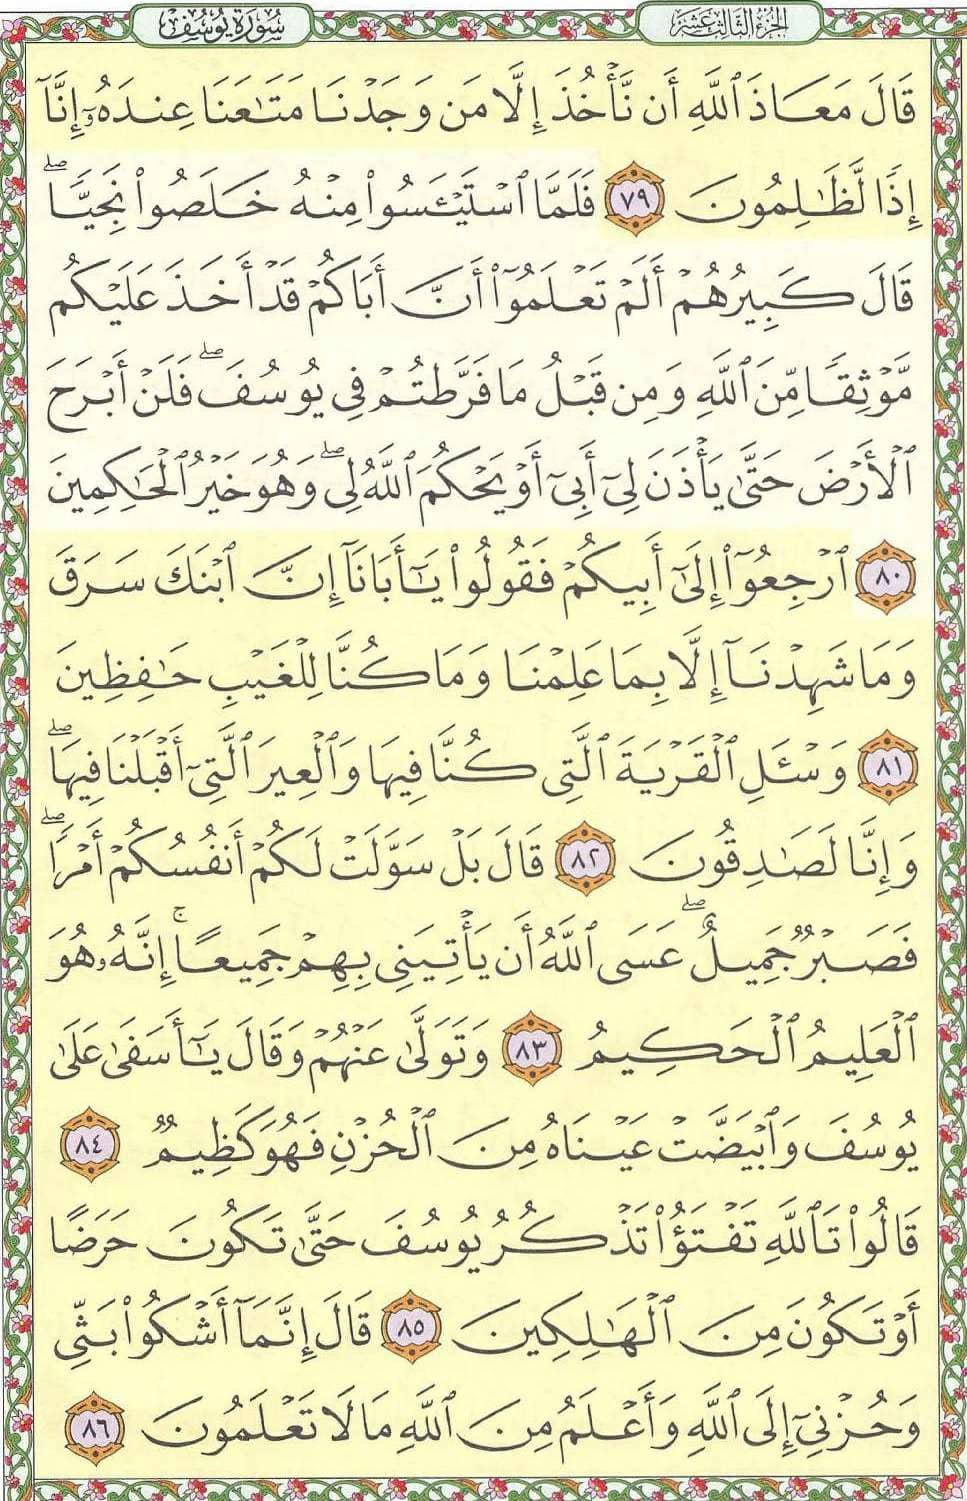 الجزء الثالث عشر
سورة يوسف
قَالَ مَعَاذَ ٱللَّهِ أَن نَّأۡخُذَ إِلَّا مَن وَجَدۡنَا مَتَٰعَنَا عِندَهُۥٓ إِنَّآ
إِذٗا لَّظَٰلِمُونَ ٧٩ فَلَمَّا ٱسۡتَيۡـَٔسُواْ مِنۡهُ خَلَصُواْ نَجِيّٗاۖ
قَالَ كَبِيرُهُمۡ أَلَمۡ تَعۡلَمُوٓاْ أَنَّ أَبَاكُمۡ قَدۡ أَخَذَ عَلَيۡكُم
مَّوۡثِقٗا مِّنَ ٱللَّهِ وَمِن قَبۡلُ مَا فَرَّطتُمۡ فِي يُوسُفَۖ فَلَنۡ أَبۡرَحَ
ٱلۡأَرۡضَ حَتَّىٰ يَأۡذَنَ لِيٓ أَبِيٓ أَوۡ يَحۡكُمَ ٱللَّهُ لِيۖ وَهُوَ خَيۡرُ ٱلۡحَٰكِمِينَ
٨٠ ٱرۡجِعُوٓاْ إِلَىٰٓ أَبِيكُمۡ فَقُولُواْ يَٰٓأَبَانَآ إِنَّ ٱبۡنَكَ سَرَقَ
وَمَا شَهِدۡنَآ إِلَّا بِمَا عَلِمۡنَا وَمَا كُنَّا لِلۡغَيۡبِ حَٰفِظِينَ
٨١ وَسۡـَٔلِ ٱلۡقَرۡيَةَ ٱلَّتِي كُنَّا فِيهَا وَٱلۡعِيرَ ٱلَّتِيٓ أَقۡبَلۡنَا فِيهَاۖ
وَإِنَّا لَصَٰدِقُونَ ٨٢ قَالَ بَلۡ سَوَّلَتۡ لَكُمۡ أَنفُسُكُمۡ أَمۡرٗاۖ
فَصَبۡرٞ جَمِيلٌۖ عَسَى ٱللَّهُ أَن يَأۡتِيَنِي بِهِمۡ جَمِيعًاۚ إِنَّهُۥ هُوَ
ٱلۡعَلِيمُ ٱلۡحَكِيمُ ٨٣ وَتَوَلَّىٰ عَنۡهُمۡ وَقَالَ يَٰٓأَسَفَىٰ عَلَىٰ
يُوسُفَ وَٱبۡيَضَّتۡ عَيۡنَاهُ مِنَ ٱلۡحُزۡنِ فَهُوَ كَظِيمٞ ٨٤
قَالُواْ تَٱللَّهِ تَفۡتَؤُاْ تَذۡكُرُ يُوسُفَ حَتَّىٰ تَكُونَ حَرَضًا
أَوۡ تَكُونَ مِنَ ٱلۡهَٰلِكِينَ ٨٥ قَالَ إِنَّمَآ أَشۡكُواْ بَثِّي
وَحُزۡنِيٓ إِلَى ٱللَّهِ وَأَعۡلَمُ مِنَ ٱللَّهِ مَا لَا تَعۡلَمُونَ ٨٦